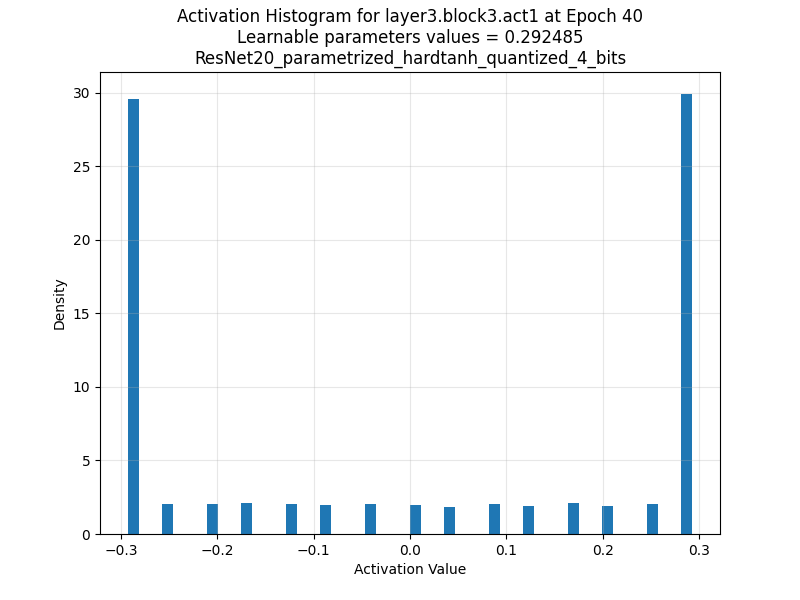 Activation Histogram for layer3.block3.act1 at Epoch 40
Learnable parameters values = 0.292485
ResNet20_parametrized_hardtanh_quantized_4_bits
30
25
20
15
10
5
0
Density
−0.3 −0.2 −0.1 0.0 0.1 0.2 0.3
Activation Value